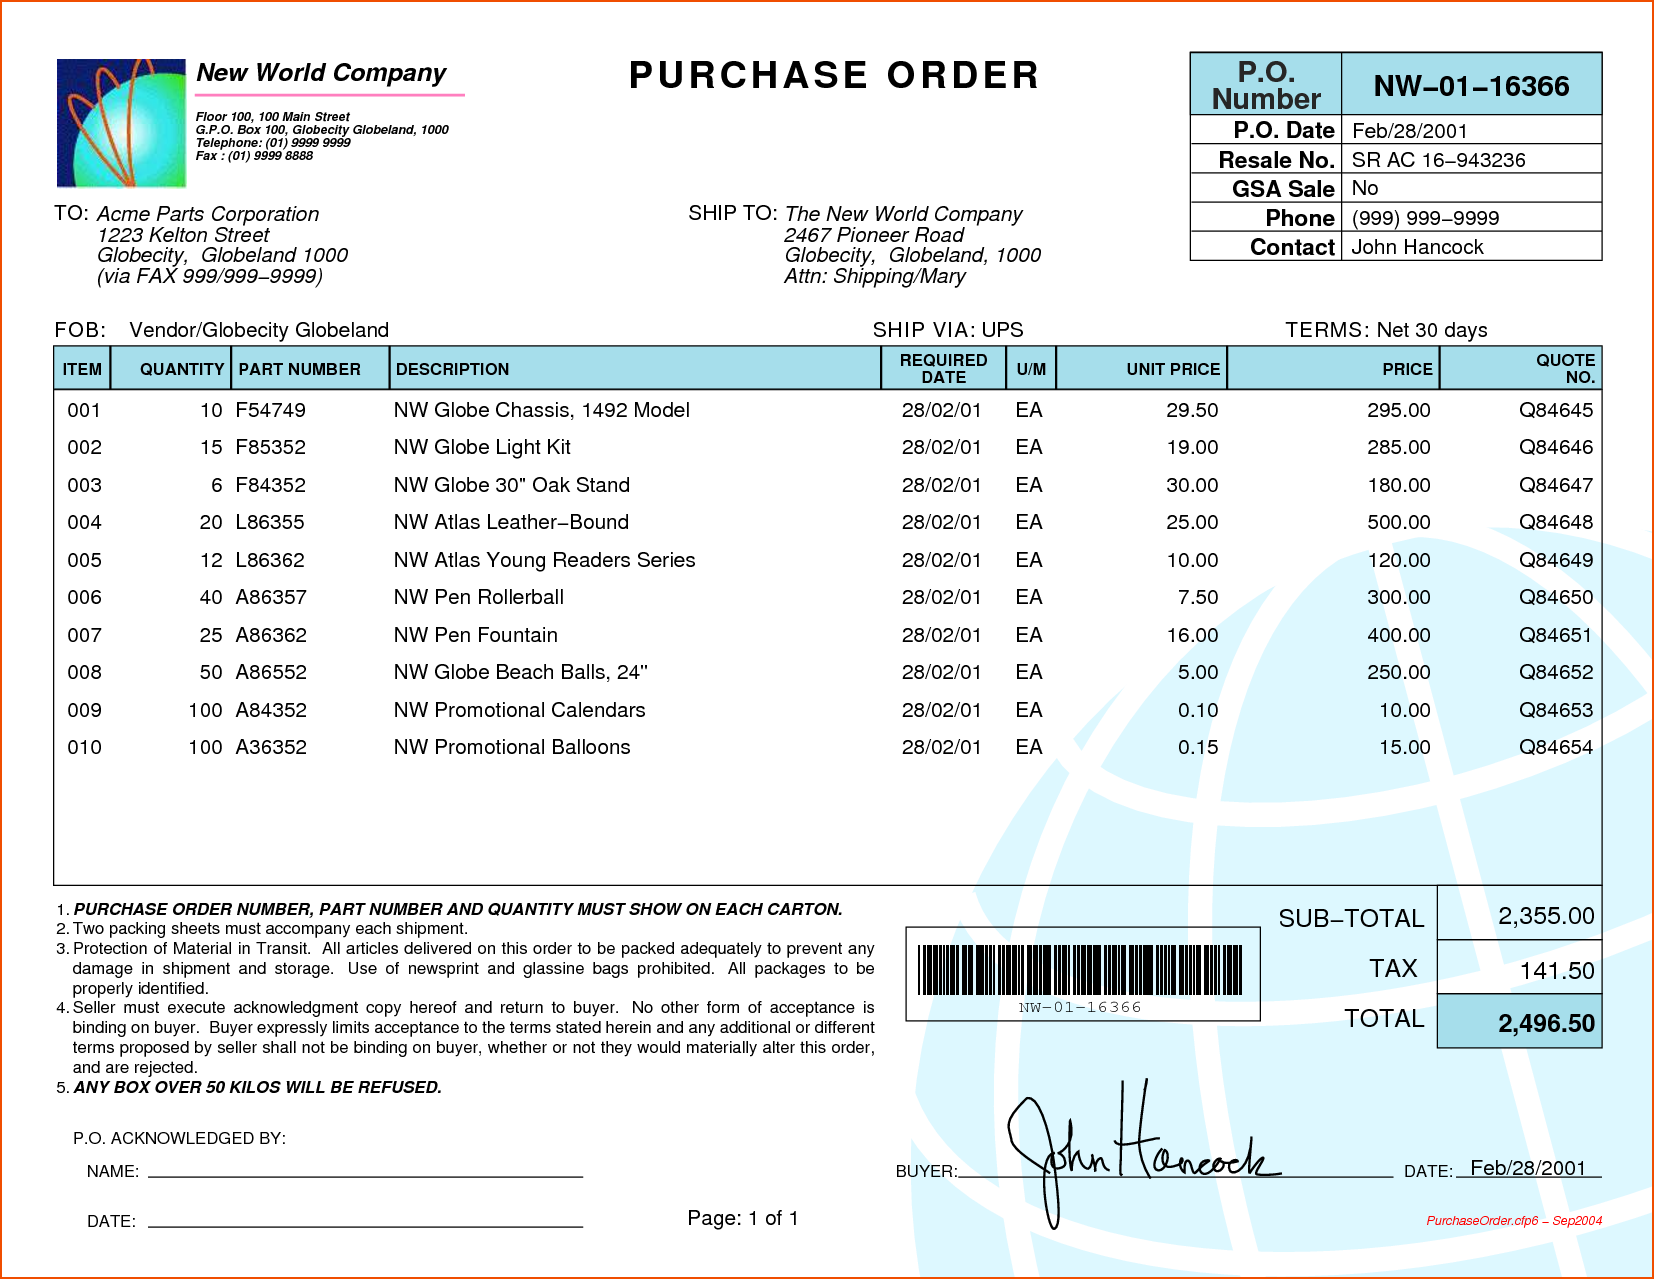 New World Company
Floor 100, 100 Main Street
G.P.O. Box 100, Globecity Globeland, 1000
Telephone: (01) 9999 9999
Fax : (01) 9999 8888
PURCHASE ORDER
P.O. Number NW−01−16366
P.O. Date Feb/28/2001
Resale No. SR AC 16−943236
GSA Sale No
Phone (999) 999−9999
Contact John Hancock
TO: Acme Parts Corporation
1223 Kelton Street
Globecity, Globeland 1000
(via FAX 999/999−9999)
SHIP TO: The New World Company
2467 Pioneer Road
Globecity, Globeland, 1000
Attn: Shipping/Mary
FOB: Vendor/Globecity Globeland SHIP VIA: UPS TERMS: Net 30 days
ITEM QUANTITY PART NUMBER DESCRIPTION REQUIRED DATE U/M UNIT PRICE PRICE QUOTE NO.
001 10 F54749 NW Globe Chassis, 1492 Model 28/02/01 EA 29.50 295.00 Q84645
002 15 F85352 NW Globe Light Kit 28/02/01 EA 19.00 285.00 Q84646
003 6 F84352 NW Globe 30" Oak Stand 28/02/01 EA 30.00 180.00 Q84647
004 20 L86355 NW Atlas Leather−Bound 28/02/01 EA 25.00 500.00 Q84648
005 12 L86362 NW Atlas Young Readers Series 28/02/01 EA 10.00 120.00 Q84649
006 40 A86357 NW Pen Rollerball 28/02/01 EA 7.50 300.00 Q84650
007 25 A86362 NW Pen Fountain 28/02/01 EA 16.00 400.00 Q84651
008 50 A86552 NW Globe Beach Balls, 24" 28/02/01 EA 5.00 250.00 Q84652
009 100 A84352 NW Promotional Calendars 28/02/01 EA 0.10 10.00 Q84653
010 100 A36352 NW Promotional Balloons 28/02/01 EA 0.15 15.00 Q84654
1. PURCHASE ORDER NUMBER, PART NUMBER AND QUANTITY MUST SHOW ON EACH CARTON.
2. Two packing sheets must accompany each shipment.
3. Protection of Material in Transit. All articles delivered on this order to be packed adequately to prevent any
damage in shipment and storage. Use of newsprint and glassine bags prohibited. All packages to be
properly identified.
4. Seller must execute acknowledgment copy hereof and return to buyer. No other form of acceptance is
binding on buyer. Buyer expressly limits acceptance to the terms stated herein and any additional or different
terms proposed by seller shall not be binding on buyer, whether or not they would materially alter this order,
and are rejected.
5. ANY BOX OVER 50 KILOS WILL BE REFUSED.
NW−01−16366
SUB−TOTAL 2,355.00
TAX 141.50
TOTAL 2,496.50
P.O. ACKNOWLEDGED BY:
NAME:
DATE:
BUYER: John Hancock DATE: Feb/28/2001
Page: 1 of 1
PurchaseOrder.cfp6 − Sep2004